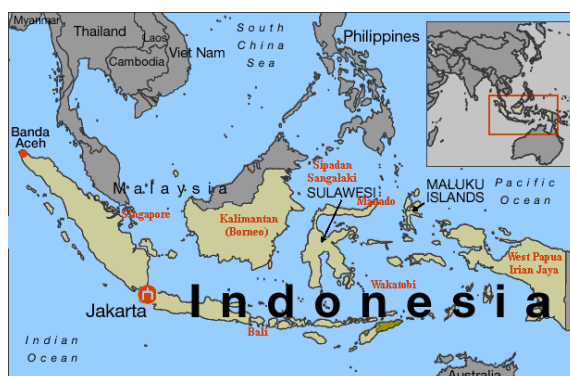 Myanmar
Thailand
Laos
Viet Nam
Cambodia
South
China
Sea
Philippines
Banda
Aceh
Malaysia
Singapore
Kalimantan
(Borneo)
Sipadan
Sangalaki
SULAWESI
Manado
MALUKU
ISLANDS
Pacific
Ocean
West Papua
Irian Jaya
Wakatobi
Jakarta
Indonesia
Bali
Indian
Ocean
Australia